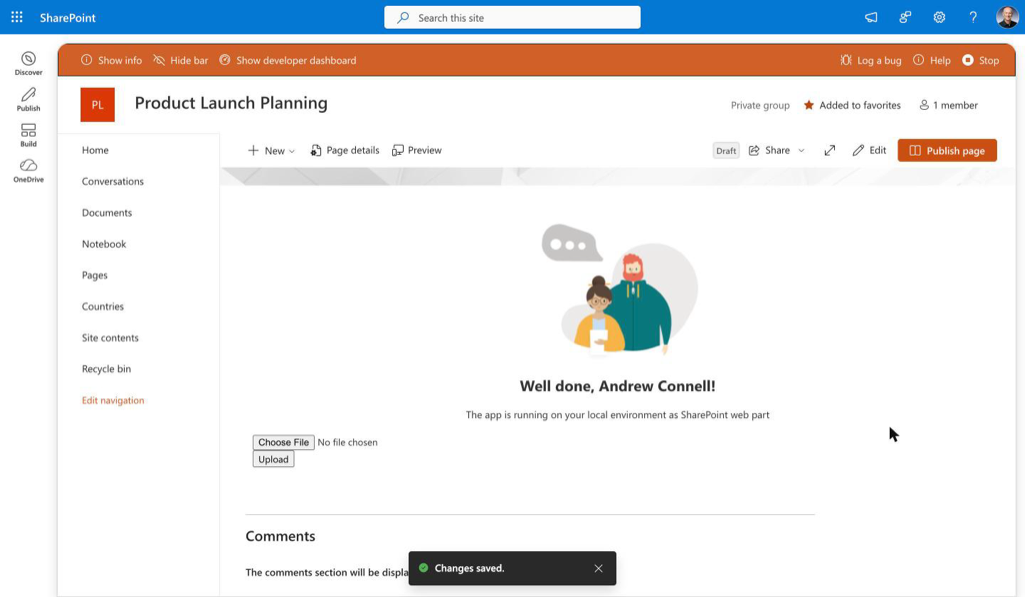 SharePoint
Search this site
?
Discover
Publish
Build
OneDrive
Show info Hide bar Show developer dashboard
Log a bug Help Stop
PL
Product Launch Planning
Private group Added to favorites 1 member
Home
Conversations
Documents
Notebook
Pages
Countries
Site contents
Recycle bin
Edit navigation
New Page details Preview
Draft Share Edit Publish page
Well done, Andrew Connell!
The app is running on your local environment as SharePoint web part
Choose File No file chosen
Upload
Comments
The comments section will be displa
Changes saved.